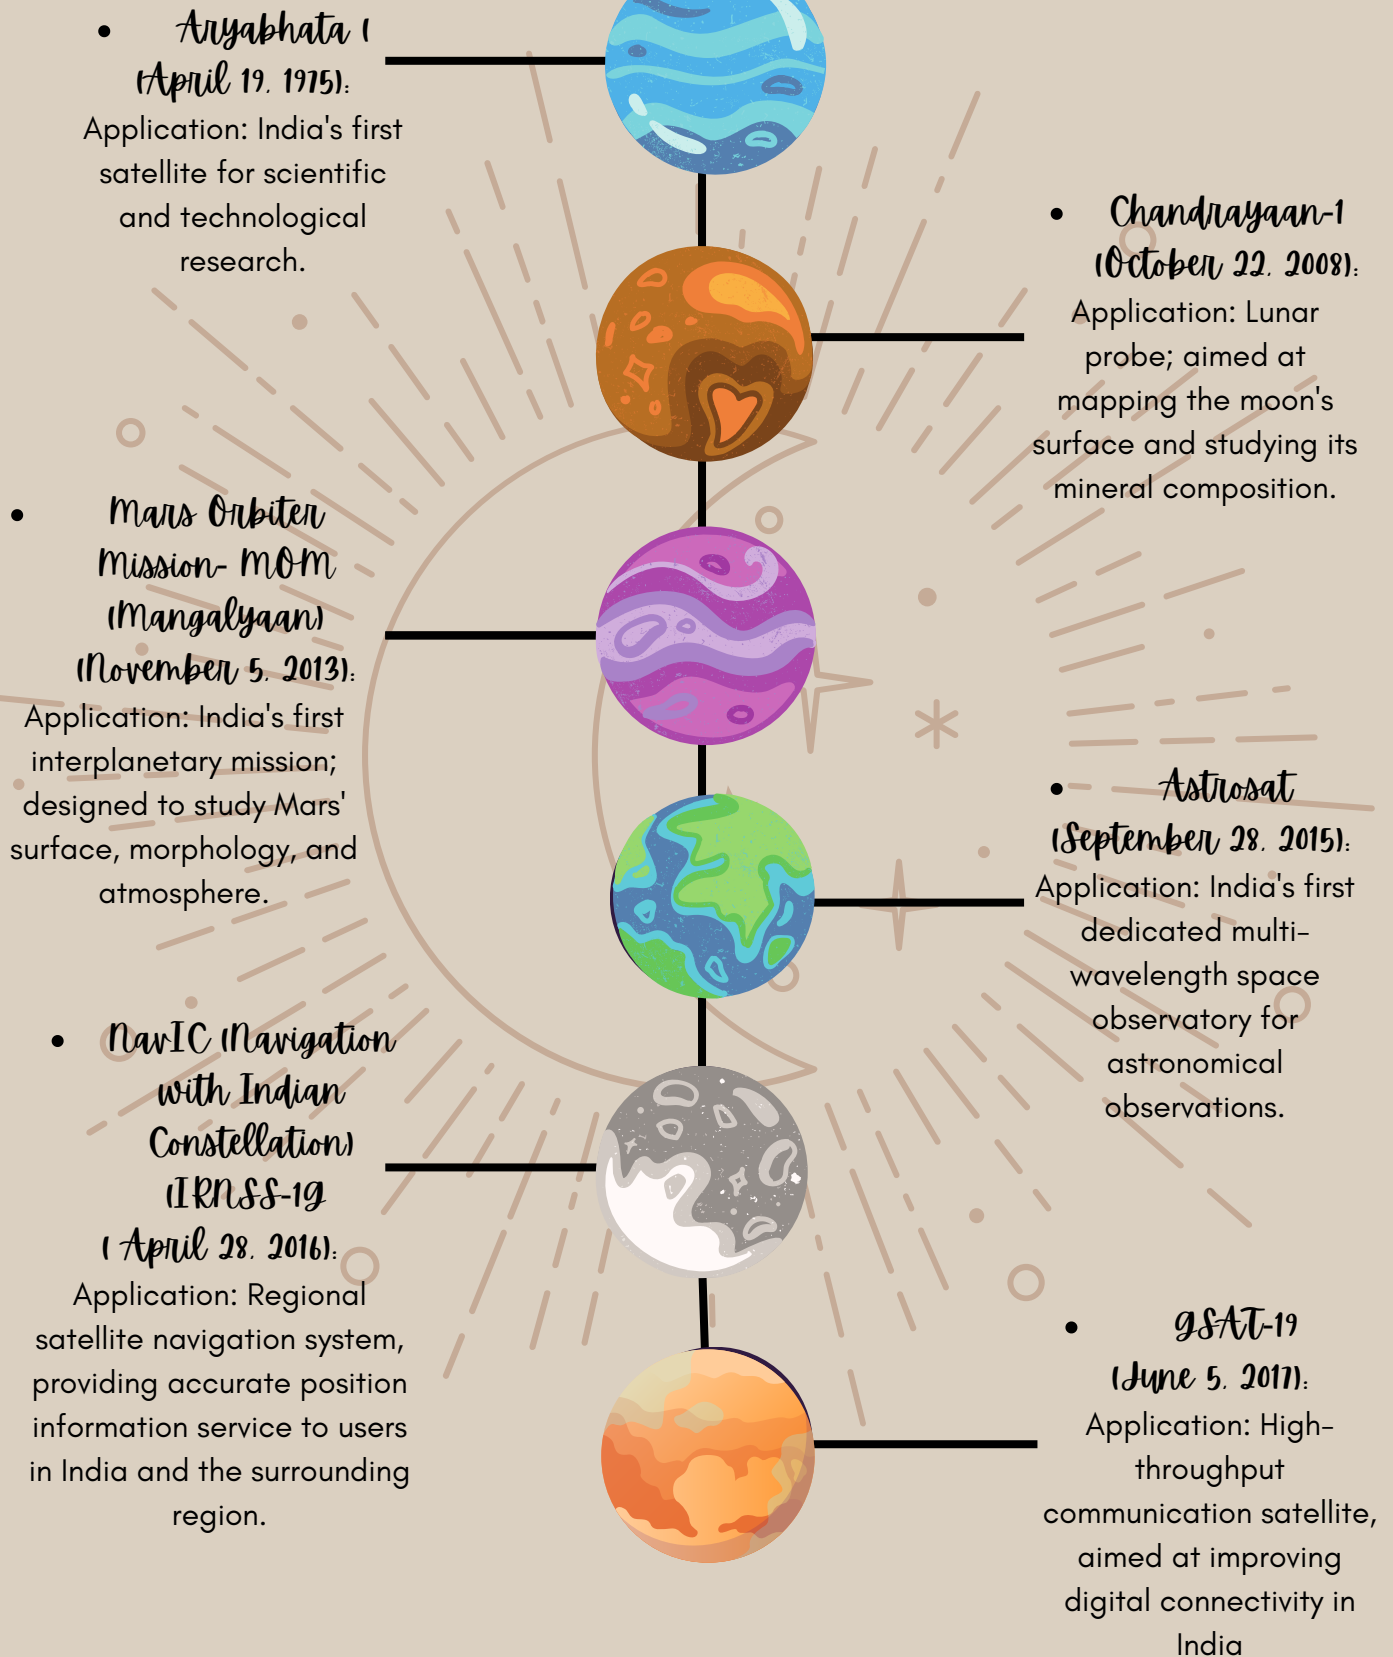 • Aryabhata (
(April 19, 1975):
Application: India's first
satellite for scientific
and technological
research.
• Chandrayaan-1
(October 22, 2008):
Application: Lunar
probe; aimed at
mapping the moon's
surface and studying its
mineral composition.
• Mars Orbiter
Mission- MOM
(Mangalyaan)
(November 5, 2013):
Application: India's first
interplanetary mission;
designed to study Mars'
surface, morphology, and
atmosphere.
• Astrosat
(September 28, 2015):
Application: India's first
dedicated multi-
wavelength space
observatory for
astronomical
observations.
• NavIC (Navigation
with Indian
Constellation)
(IRNSS-1G
( April 28, 2016):
Application: Regional
satellite navigation system,
providing accurate position
information service to users
in India and the surrounding
region.
• GSAT-19
(June 5, 2017):
Application: High-
throughput
communication satellite,
aimed at improving
digital connectivity in
India